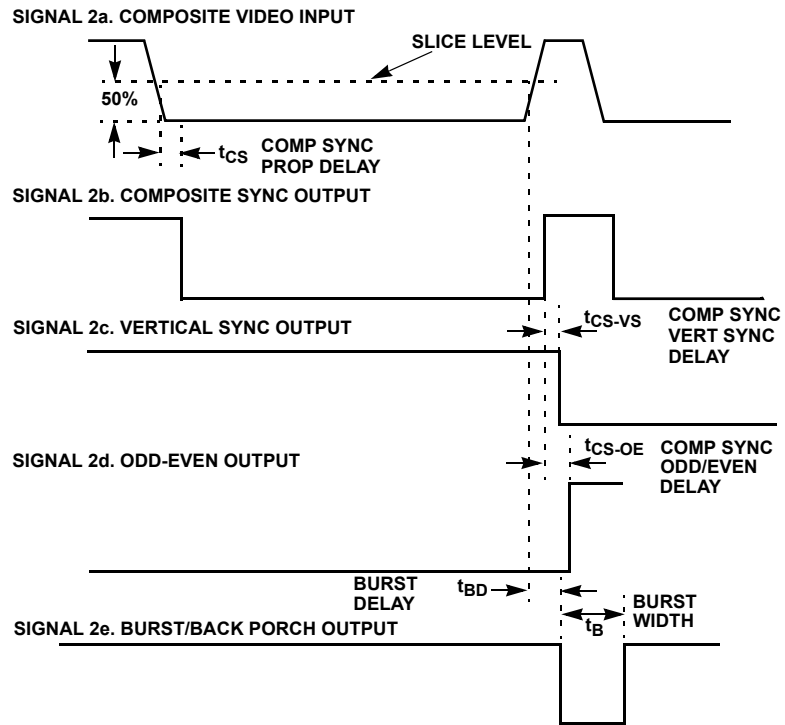 SIGNAL 2a. COMPOSITE VIDEO INPUT
SLICE LEVEL
50%
tCS
COMP SYNC
PROP DELAY
SIGNAL 2b. COMPOSITE SYNC OUTPUT
SIGNAL 2c. VERTICAL SYNC OUTPUT
tCS-VS
COMP SYNC
VERT SYNC
DELAY
SIGNAL 2d. ODD-EVEN OUTPUT
tCS-OE
COMP SYNC
ODD/EVEN
DELAY
BURST
DELAY
tBD
BURST
WIDTH
tB
SIGNAL 2e. BURST/BACK PORCH OUTPUT